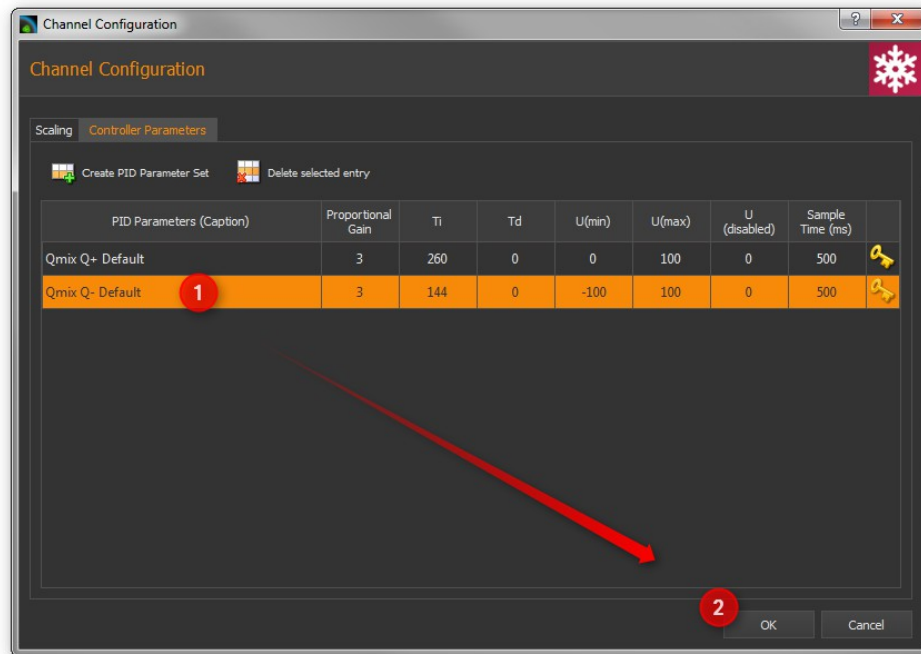 Channel Configuration
? X
Channel Configuration
Scaling Controller Parameters
Create PID Parameter Set Delete selected entry
PID Parameters (Caption) Proportional Gain Ti Td U(min) U(max) U (disabled) Sample Time (ms)
Qmix Q+ Default 3 260 0 0 100 0 500
Qmix Q- Default 1 3 144 0 -100 100 0 500
2
OK Cancel